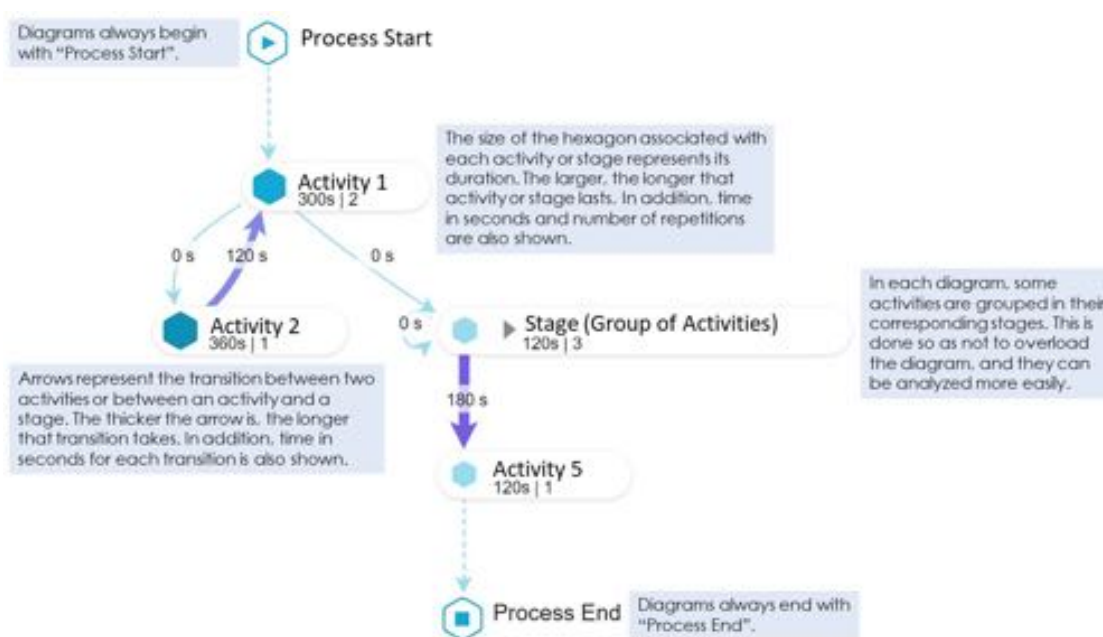 Diagrams always begin
with “Process Start”.
Process Start
The size of the hexagon associated with
each activity or stage represents its
duration. The larger, the longer that
activity or stage lasts. In addition, time
in seconds and number of repetitions
are also shown.
Activity 1
300s | 2
0 s
120 s
0 s
In each diagram, some
activities are grouped in their
corresponding stages. This is
done so as not to overload
the diagram, and they can
be analyzed more easily.
Activity 2
360s | 1
0 s
Stage (Group of Activities)
120s | 3
Arrows represent the transition between two
activities or between an activity and a
stage. The thicker the arrow is, the longer
that transition takes. In addition, time in
seconds for each transition is also shown.
180 s
Activity 5
120s | 1
Process End
Diagrams always end with
“Process End”.